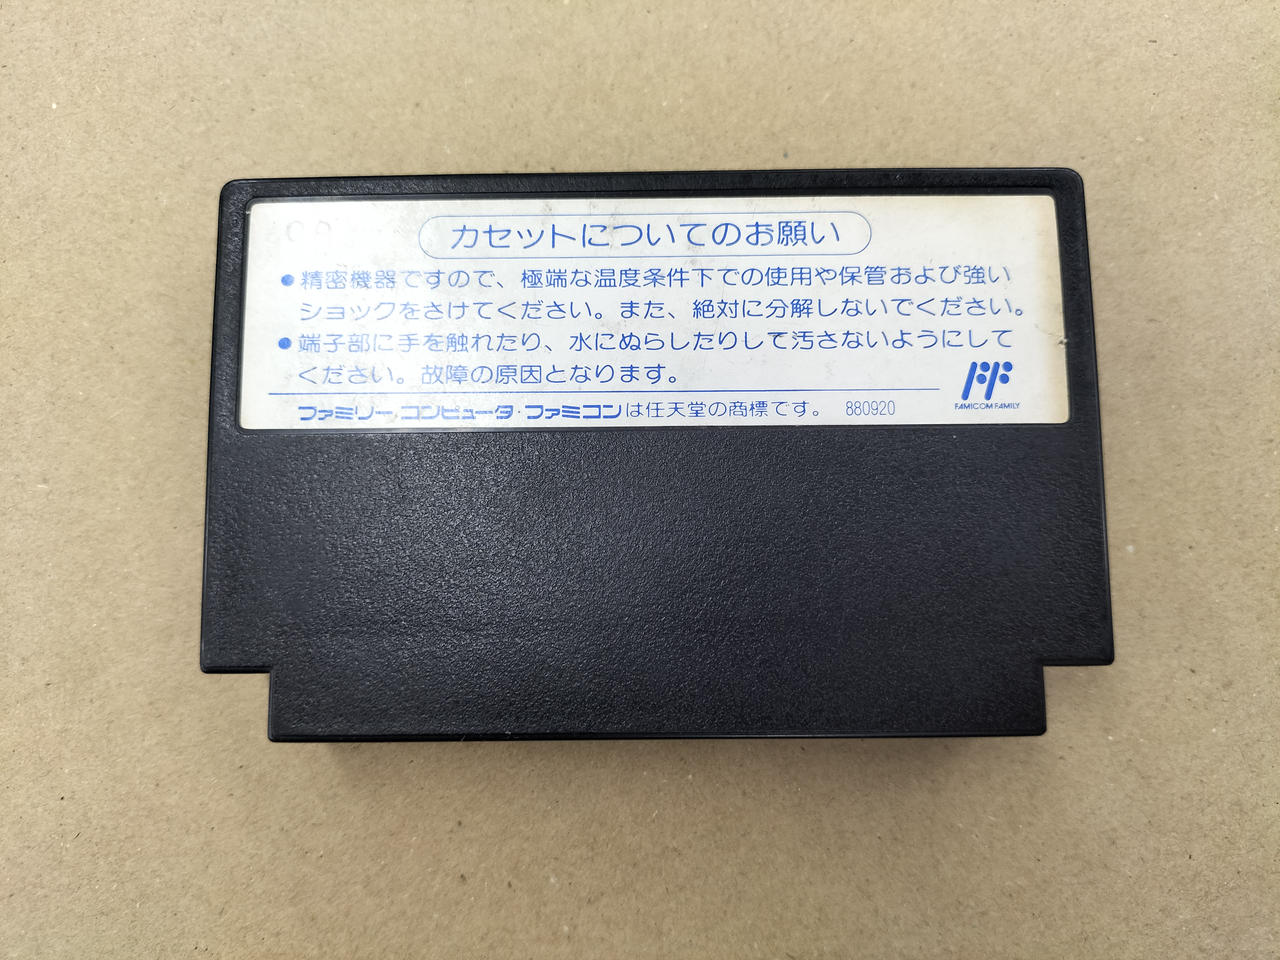 カセットについてのお願い
●精密機器ですので、極端な温度条件下での使用や保管および強い
ショックをさけてください。また、絶対に分解しないでください。
●端子部に手を触れたり、水にぬらしたりして汚さないようにして
ください。故障の原因となります。
ファミリーコンピュータ・ファミコンは任天堂の商標です。 880920
FAMICOM FAMILY